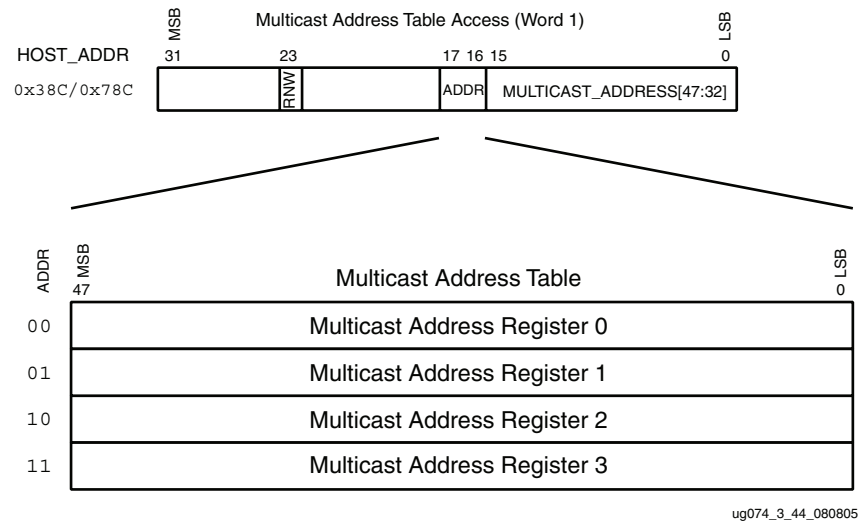 Multicast Address Table Access (Word 1)
MSB
LSB
HOST_ADDR 31 23 17 16 15 0
0x38C/0x78C RNW ADDR MULTICAST_ADDRESS[47:32]
ADDR
MSB
Multicast Address Table
LSB
47 0
00 Multicast Address Register 0
01 Multicast Address Register 1
10 Multicast Address Register 2
11 Multicast Address Register 3
ug074_3_44_080805